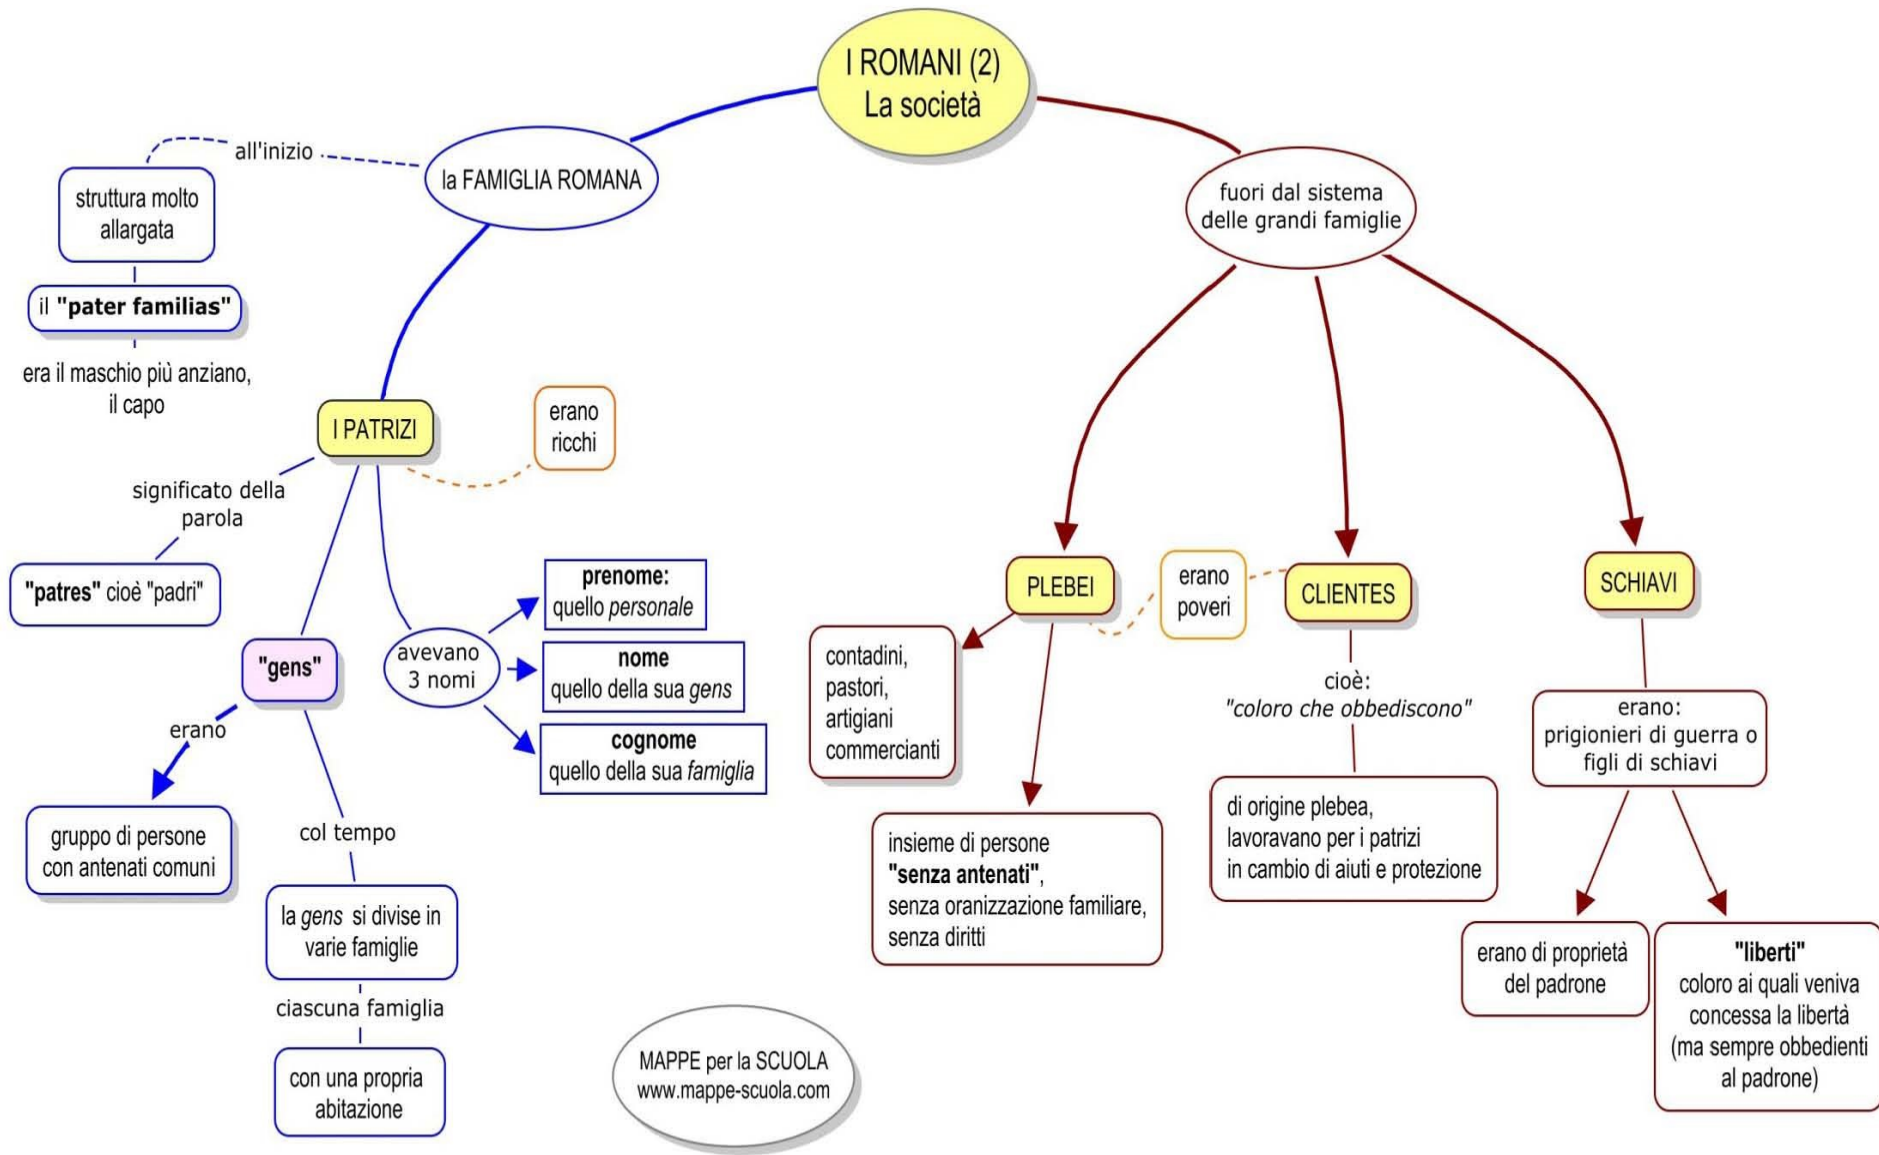 I ROMANI (2)
La società
all'inizio
la FAMIGLIA ROMANA
struttura molto
allargata
il "pater familias"
era il maschio più anziano,
il capo
I PATRIZI
erano
ricchi
significato della
parola
"patres" cioè "padri"
"gens"
erano
gruppo di persone
con antenati comuni
col tempo
la gens si divise in
varie famiglie
ciascuna famiglia
con una propria
abitazione
avevano
3 nomi
prenome:
quello personale
nome
quello della sua gens
cognome
quello della sua famiglia
fuori dal sistema
delle grandi famiglie
PLEBEI
erano
poveri
contadini,
pastori,
artigiani
commercianti
insieme di persone
"senza antenati",
senza oranizzazione familiare,
senza diritti
CLIENTES
cioè:
"coloro che obbediscono"
di origine plebea,
lavoravano per i patrizi
in cambio di aiuti e protezione
SCHIAVI
erano:
prigionieri di guerra o
figli di schiavi
erano di proprietà
del padrone
"liberti"
coloro ai quali veniva
concessa la libertà
(ma sempre obbedienti
al padrone)
MAPPE per la SCUOLA
www.mappe-scuola.com